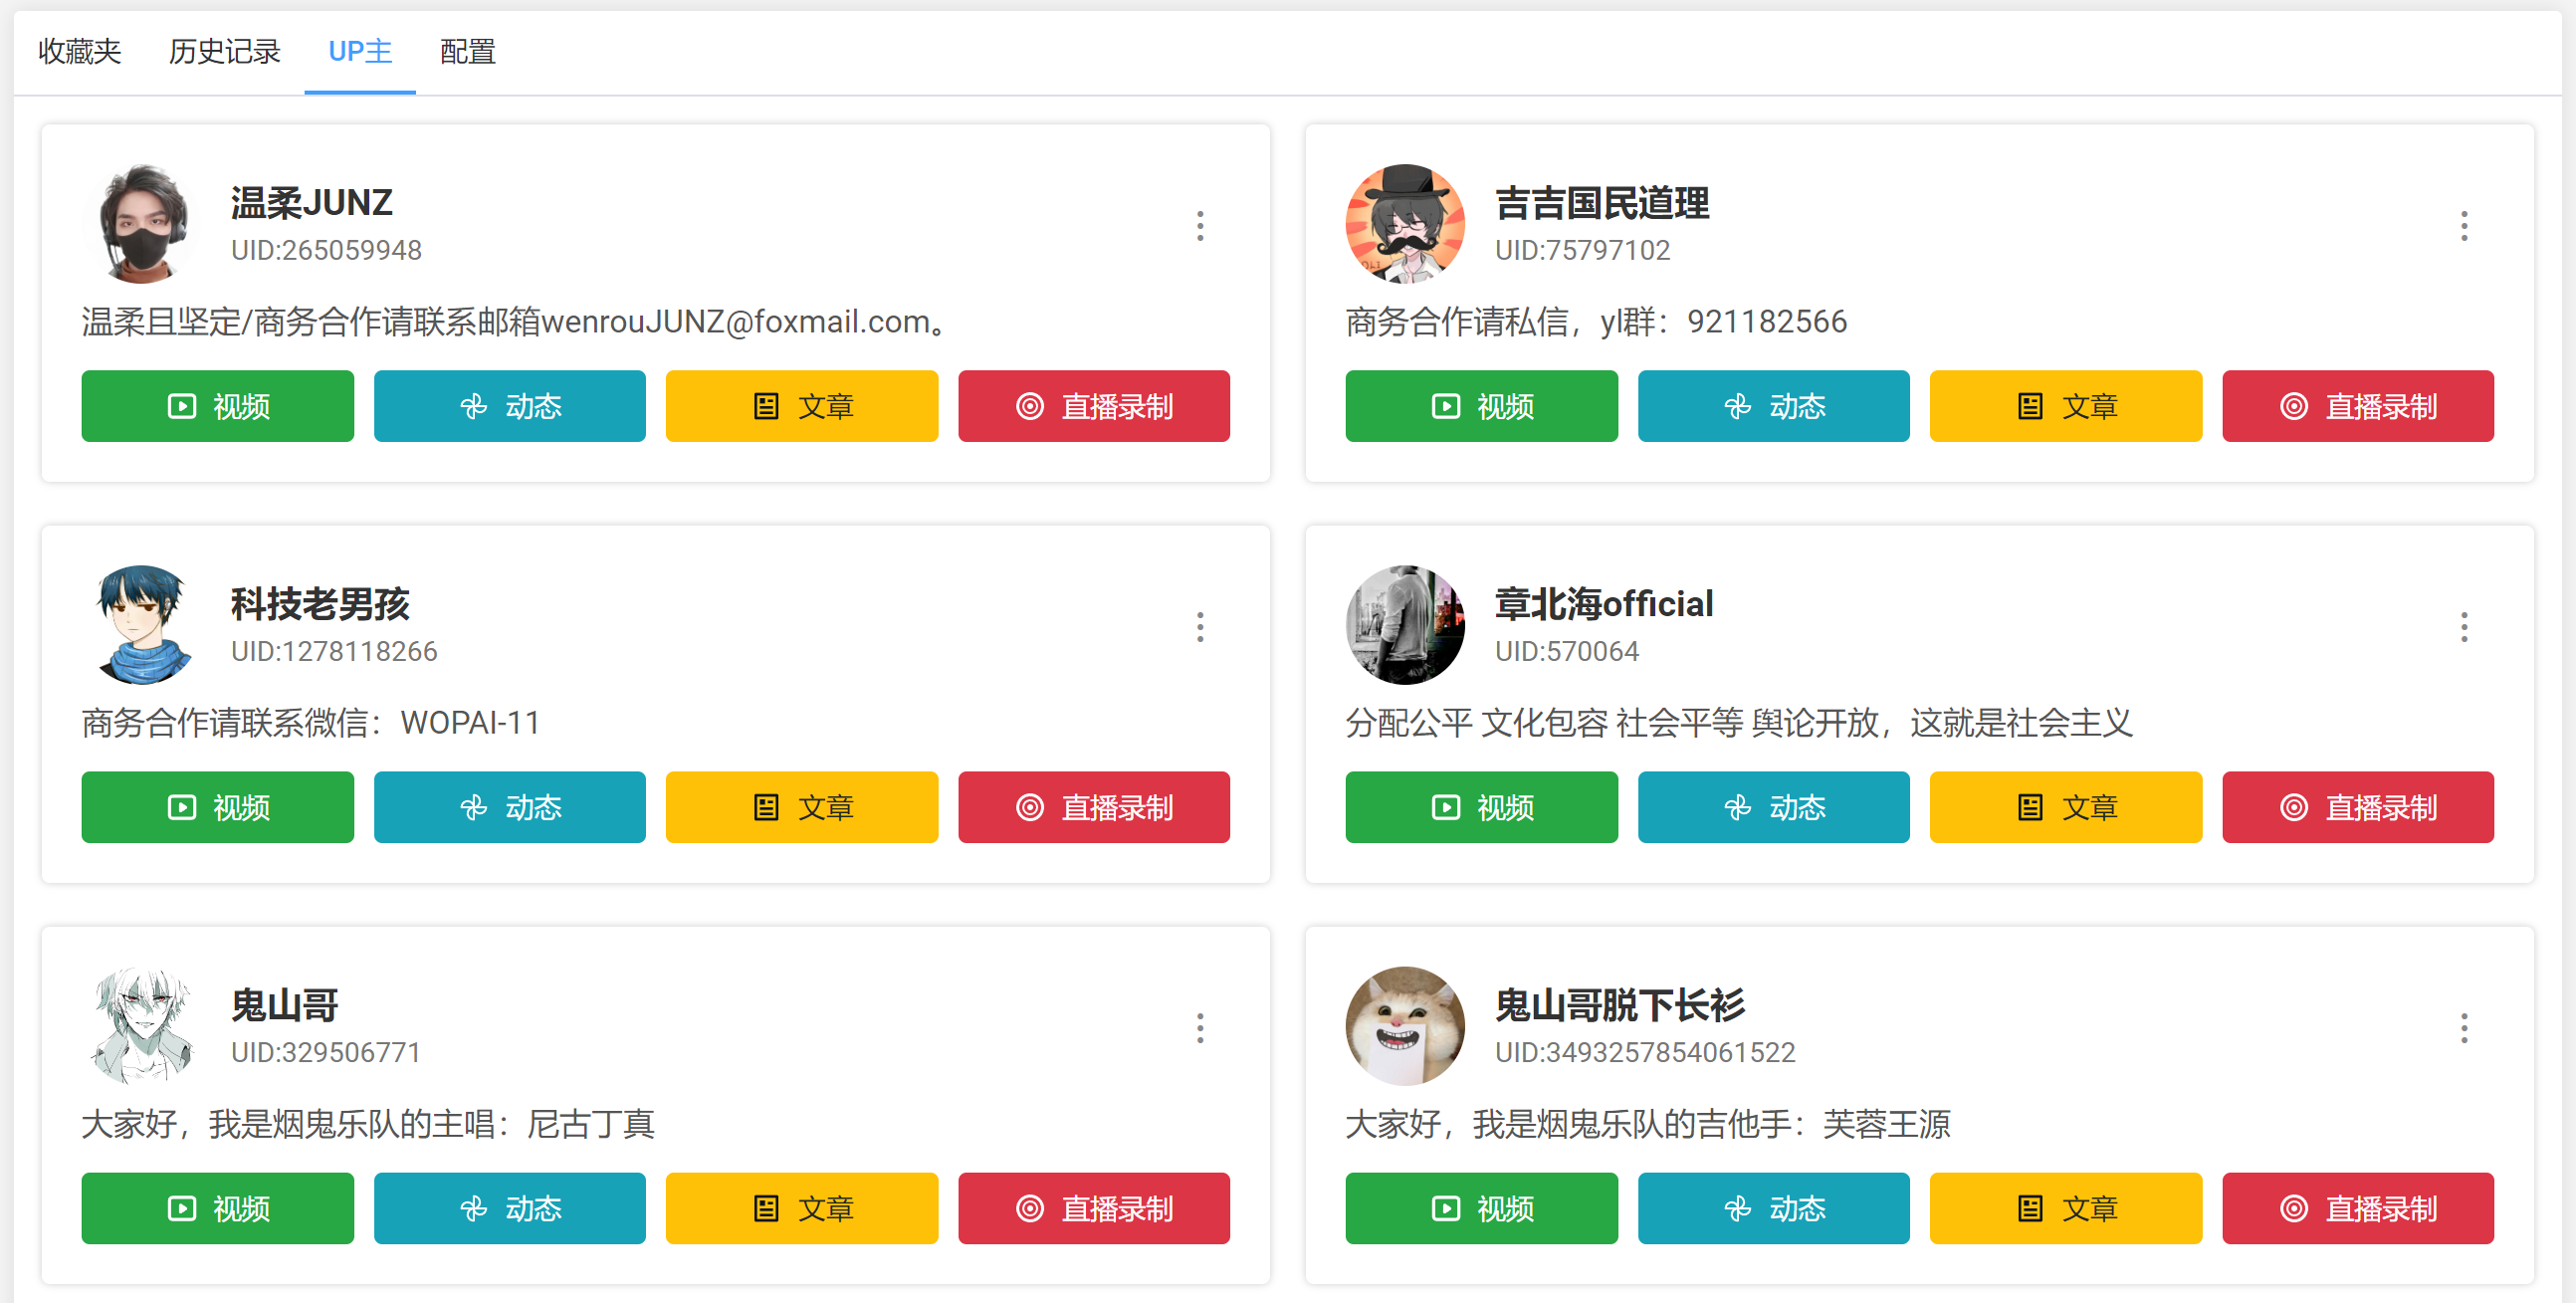 收藏夹 历史记录 UP主 配置
温柔JUNZ
UID:265059948
温柔且坚定/商务合作请联系邮箱wenrouJUNZ@foxmail.com。
视频 动态 文章 直播录制
吉吉国民道理
UID:75797102
商务合作请私信，yl群：921182566
视频 动态 文章 直播录制
科技老男孩
UID:1278118266
商务合作请联系微信：WOPAI-11
视频 动态 文章 直播录制
章北海official
UID:570064
分配公平 文化包容 社会平等 舆论开放，这就是社会主义
视频 动态 文章 直播录制
鬼山哥
UID:329506771
大家好，我是烟鬼乐队的主唱：尼古丁真
视频 动态 文章 直播录制
鬼山哥脱下长衫
UID:3493257854061522
大家好，我是烟鬼乐队的吉他手：芙蓉王源
视频 动态 文章 直播录制